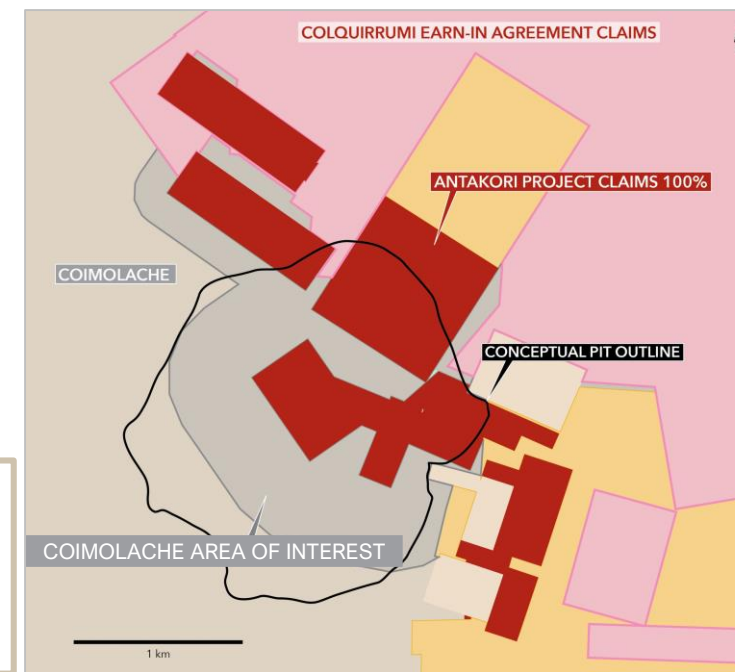 COLQUIRRUMI EARN-IN AGREEMENT CLAIMS
ANTAKORI PROJECT CLAIMS 100%
COIMOLACHE
CONCEPTUAL PIT OUTLINE
COIMOLACHE AREA OF INTEREST
1 km